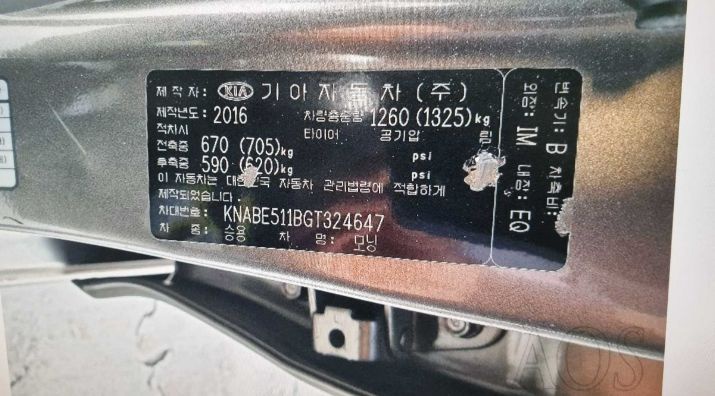 제 작 자: KIA 기 아 자 동 차 (주)
제작년도: 2016 차량총중량 1260 (1325)kg
적차시 타이어 공기압 림
전축중 670 (705)kg psi
후축중 590 (620)kg psi
이 자동차는 대한민국 자동차 관리법령에 적합하게
제작되었습니다.
차대번호: KNABE511BGT324647
차 종: 승용 차 명: 모닝
변속기: B 차축비:
외장: IM 내장: EQ
AOS